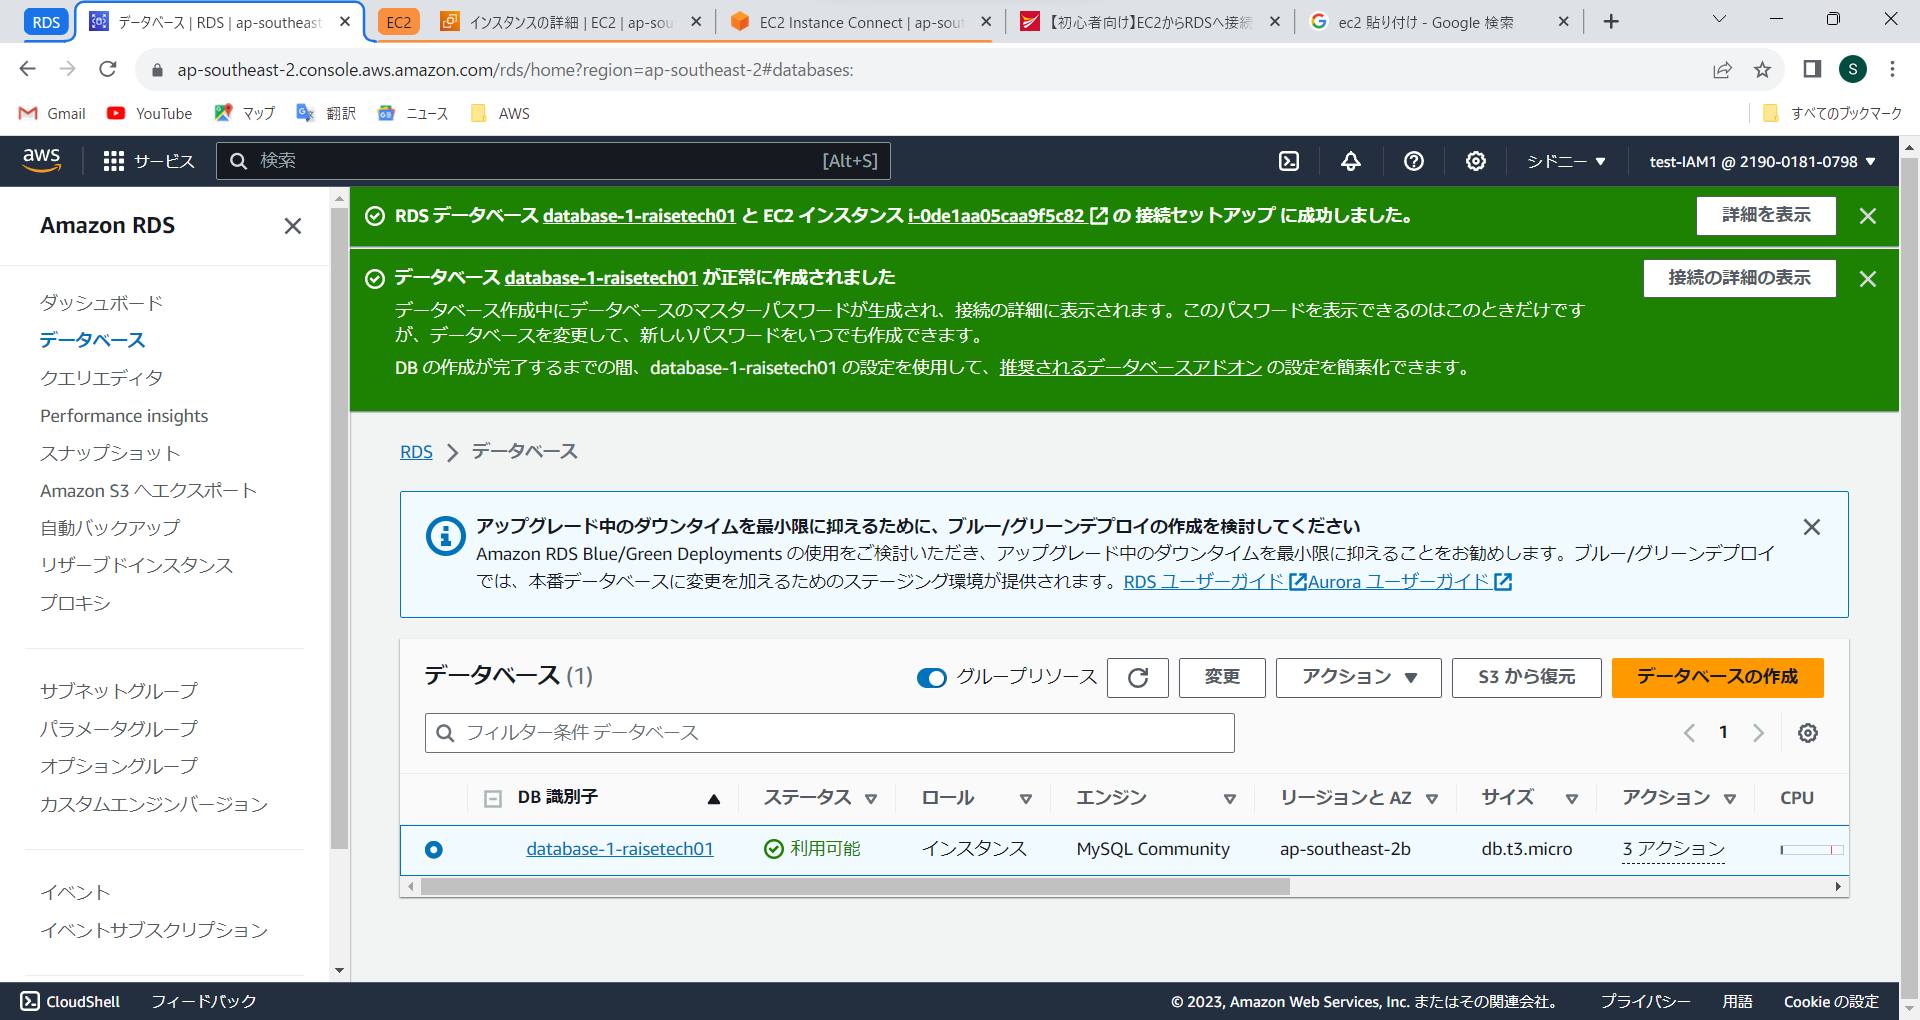 RDS
データベース | RDS | ap-southeast
EC2
インスタンスの詳細 | EC2 | ap-sou
EC2 Instance Connect | ap-sout
【初心者向け】EC2からRDSへ接続
ec2 貼り付け - Google 検索
ap-southeast-2.console.aws.amazon.com/rds/home?region=ap-southeast-2#databases:
S
Gmail
YouTube
マップ
翻訳
ニュース
AWS
すべてのブックマーク
aws
サービス
検索
[Alt+S]
シドニー
test-IAM1 @ 2190-0181-0798
Amazon RDS
ダッシュボード
データベース
クエリエディタ
Performance insights
スナップショット
Amazon S3 へエクスポート
自動バックアップ
リザーブドインスタンス
プロキシ
サブネットグループ
パラメータグループ
オプショングループ
カスタムエンジンバージョン
イベント
イベントサブスクリプション
RDS データベース database-1-raisetech01 と EC2 インスタンス i-0de1aa05caa9f5c82 の 接続セットアップ に成功しました。
詳細を表示
データベース database-1-raisetech01 が正常に作成されました
接続の詳細の表示
データベース作成中にデータベースのマスターパスワードが生成され、接続の詳細に表示されます。このパスワードを表示できるのはこのときだけです
が、データベースを変更して、新しいパスワードをいつでも作成できます。
DB の作成が完了するまでの間、database-1-raisetech01 の設定を使用して、推奨されるデータベースアドオン の設定を簡素化できます。
RDS > データベース
アップグレード中のダウンタイムを最小限に抑えるために、ブルー/グリーンデプロイの作成を検討してください
Amazon RDS Blue/Green Deployments の使用をご検討いただき、アップグレード中のダウンタイムを最小限に抑えることをお勧めします。ブルー/グリーンデプロイ
では、本番データベースに変更を加えるためのステージング環境が提供されます。RDS ユーザーガイド Aurora ユーザーガイド
データベース (1)
グループリソース
変更
アクション
S3 から復元
データベースの作成
フィルター条件 データベース
1
DB 識別子
ステータス
ロール
エンジン
リージョンと AZ
サイズ
アクション
CPU
database-1-raisetech01
利用可能
インスタンス
MySQL Community
ap-southeast-2b
db.t3.micro
3 アクション
CloudShell
フィードバック
© 2023, Amazon Web Services, Inc. またはその関連会社。
プライバシー
用語
Cookie の設定